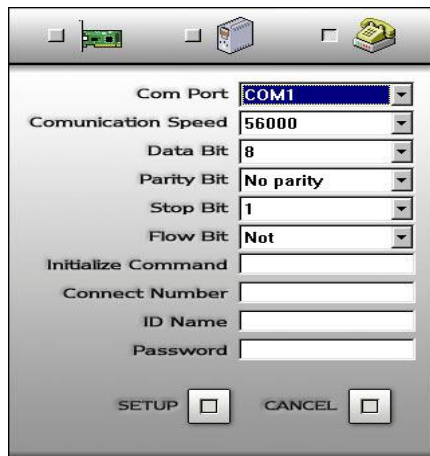 Com Port COM1
Comunication Speed 56000
Data Bit 8
Parity Bit No parity
Stop Bit 1
Flow Bit Not
Initialize Command
Connect Number
ID Name
Password
SETUP CANCEL